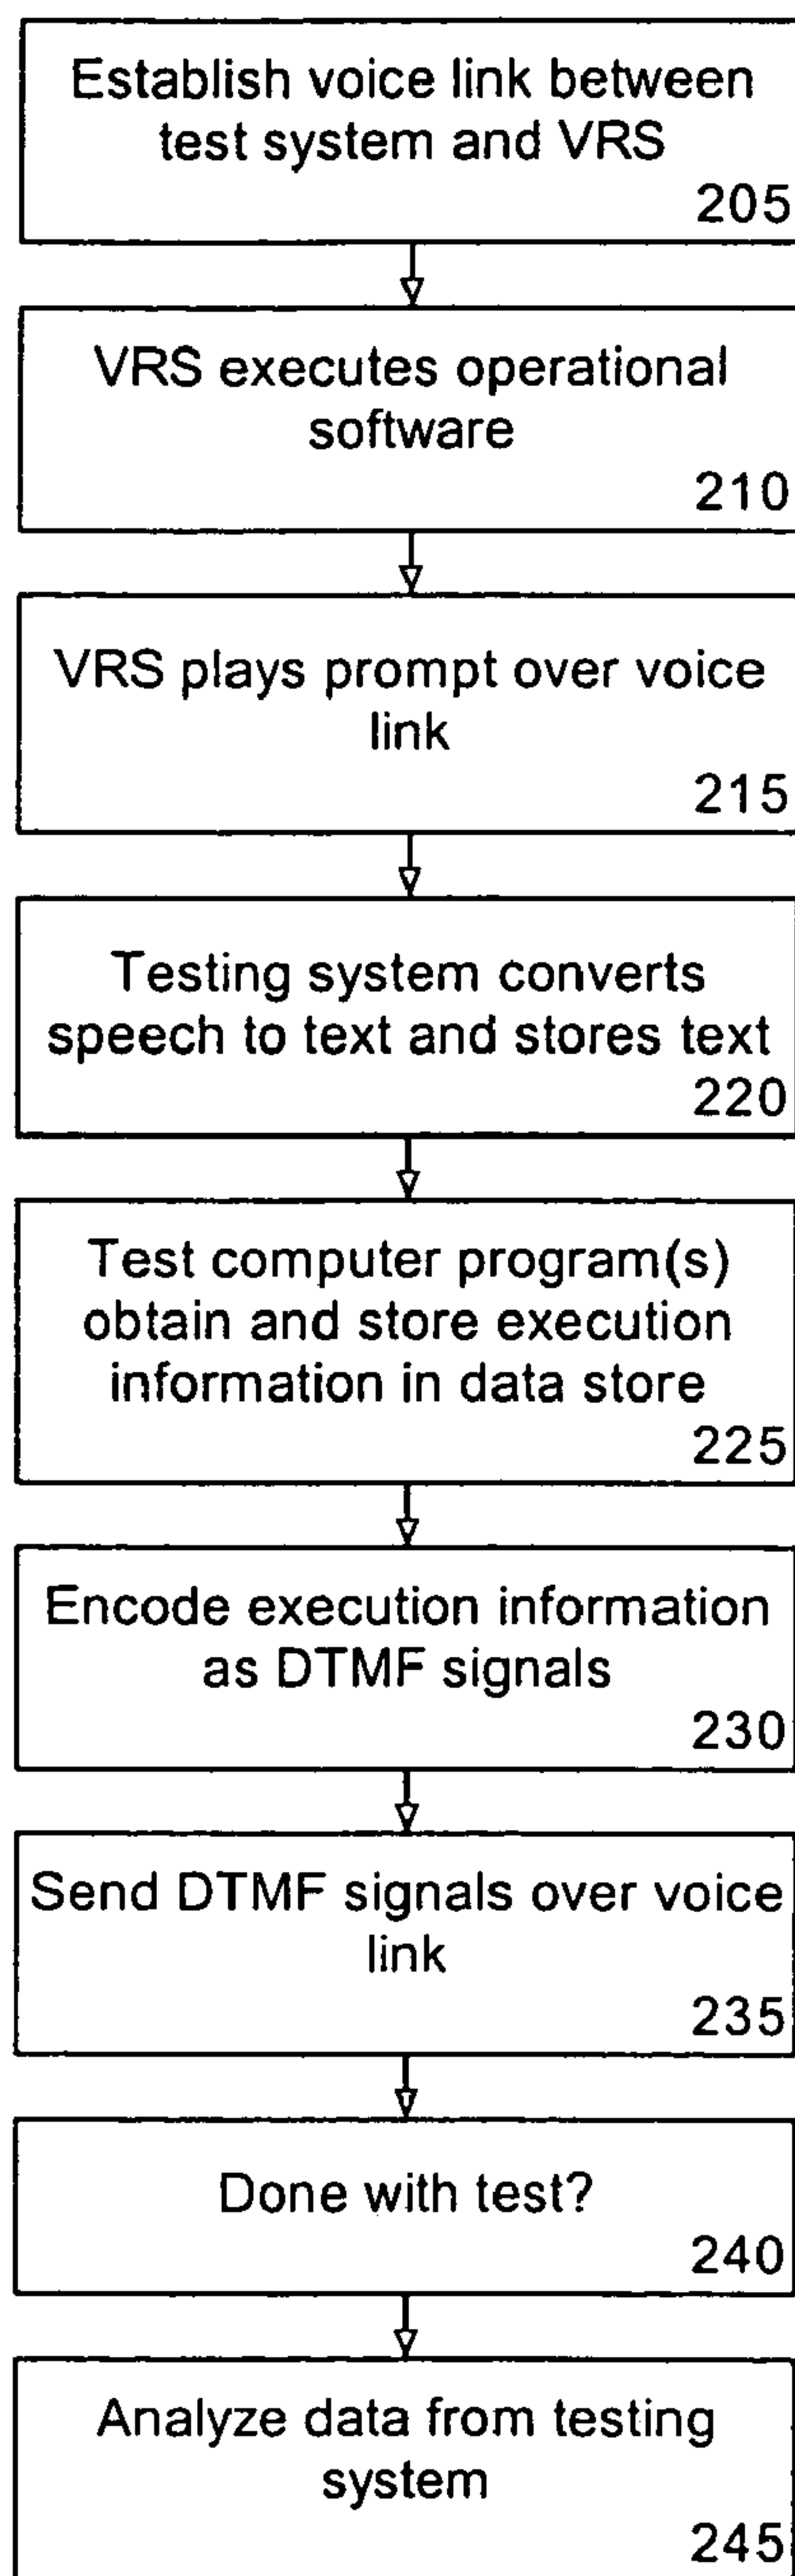 Establish voice link between
test system and VRS
205
VRS executes operational
software
210
VRS plays prompt over voice
link
215
Testing system converts
speech to text and stores text
220
Test computer program(s)
obtain and store execution
information in data store
225
Encode execution information
as DTMF signals
230
Send DTMF signals over voice
link
235
Done with test?
240
Analyze data from testing
system
245